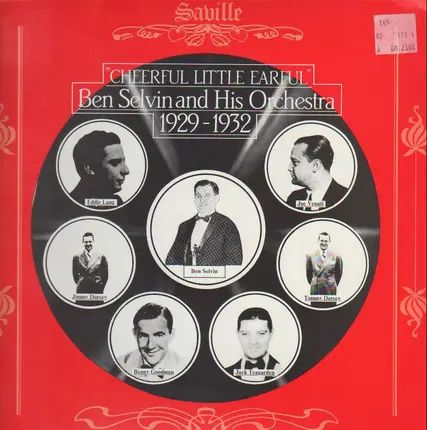 Saville
"CHEERFUL LITTLE EARFUL"
Ben Selvin and His Orchestra
1929-1932
Eddie Lang
Joe Venuti
Ben Selvin
Jimmy Dorsey
Tommy Dorsey
Benny Goodman
Jack Teagarden